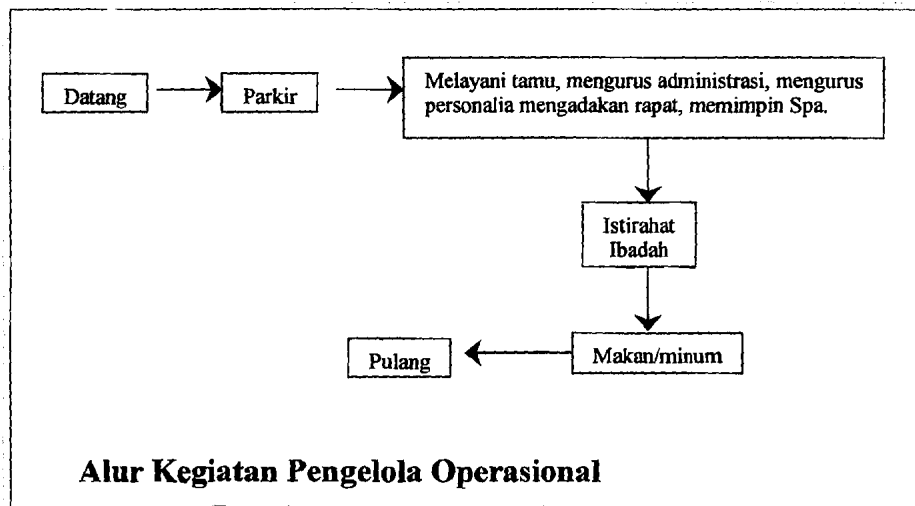 Datang
Parkir
Melayani tamu, mengurus administrasi, mengurus
personalia mengadakan rapat, memimpin Spa.
Istirahat
Ibadah
Makan/minum
Pulang
Alur Kegiatan Pengelola Operasional